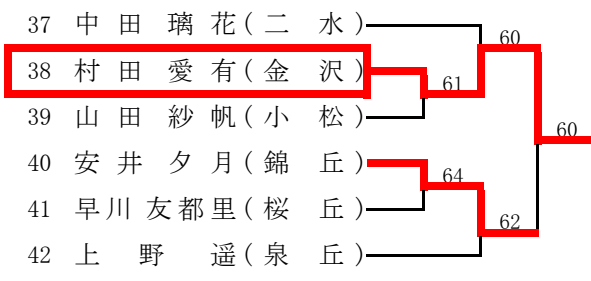 37 中田 璃花(二 水)
60
38 村田 愛有(金 沢)
61
39 山田 紗帆(小 松)
60
40 安井 夕月(錦 丘)
64
41 早川 友都里(桜 丘)
62
42 上野 遥(泉 丘)